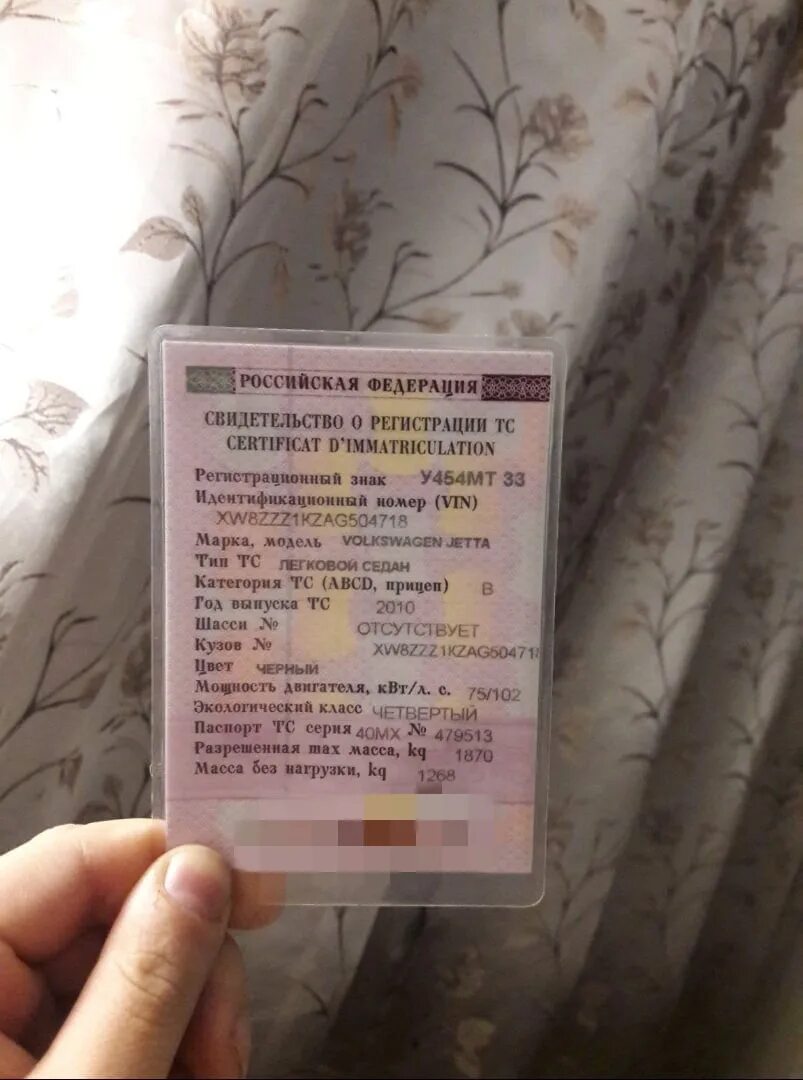 РОССИЙСКАЯ ФЕДЕРАЦИЯ
СВИДЕТЕЛЬСТВО О РЕГИСТРАЦИИ ТС
CERTIFICAT D'IMMATRICULATION
Регистрационный знак У454МТ 33
Идентификационный номер (VIN)
XW8ZZZ1KZAG504718
Марка, модель VOLKSWAGEN JETTA
Тип ТС ЛЕГКОВОЙ СЕДАН
Категория ТС (ABCD, прицеп) B
Год выпуска ТС 2010
Шасси № ОТСУТСТВУЕТ
Кузов № XW8ZZZ1KZAG504718
Цвет ЧЕРНЫЙ
Мощность двигателя, кВт/л. с. 75/102
Экологический класс ЧЕТВЕРТЫЙ
Паспорт ТС серия 40МХ № 479513
Разрешенная max масса, kg 1870
Масса без нагрузки, kg 1268